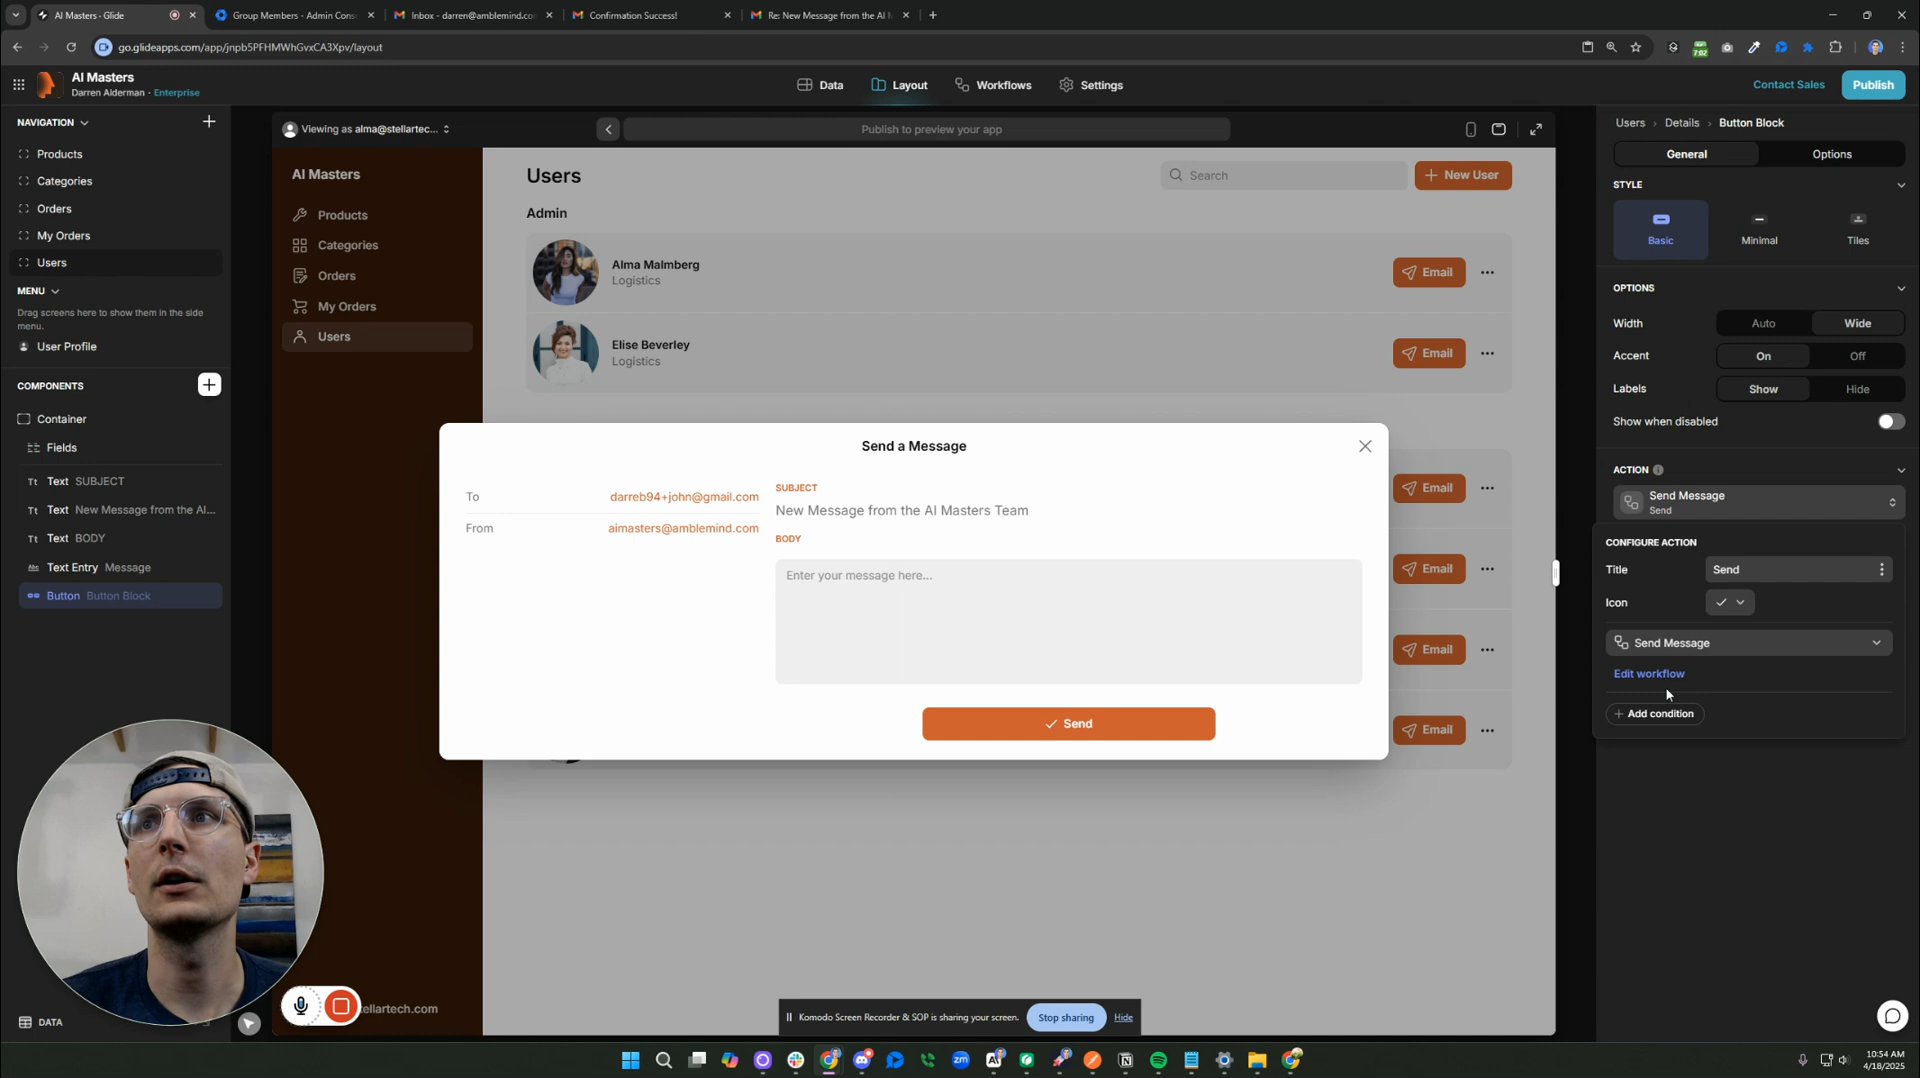 AI Masters · Glide
Group Members - Admin Cons
Inbox - darren@amblemind.co
Confirmation Success!
Re: New Message from the AI M
go.glideapps.com/app/jnpb5PFHMWhGvxCA3Xpv/layout
7:02
AI Masters
Darren Alderman · Enterprise
Data
Layout
Workflows
Settings
Contact Sales
Publish
NAVIGATION
Products
Categories
Orders
My Orders
Users
MENU
Drag screens here to show them in the side
menu.
User Profile
COMPONENTS
Container
Fields
Text SUBJECT
Text New Message from the AI...
Text BODY
Text Entry Message
Button Button Block
DATA
Viewing as alma@stellartec...
Publish to preview your app
AI Masters
Products
Categories
Orders
My Orders
Users
ellartech.com
Users
Search
New User
Admin
Alma Malmberg
Logistics
Email
Elise Beverley
Logistics
Email
Email
Email
Email
Email
Send a Message
To darreb94+john@gmail.com
From aimasters@amblemind.com
SUBJECT
New Message from the AI Masters Team
BODY
Enter your message here...
Send
Users > Details > Button Block
General
Options
STYLE
Basic
Minimal
Tiles
OPTIONS
Width Auto Wide
Accent On Off
Labels Show Hide
Show when disabled
ACTION
Send Message
Send
CONFIGURE ACTION
Title Send
Icon
Send Message
Edit workflow
Add condition
Komodo Screen Recorder & SOP is sharing your screen.
Stop sharing
Hide
10:54 AM
4/18/2025